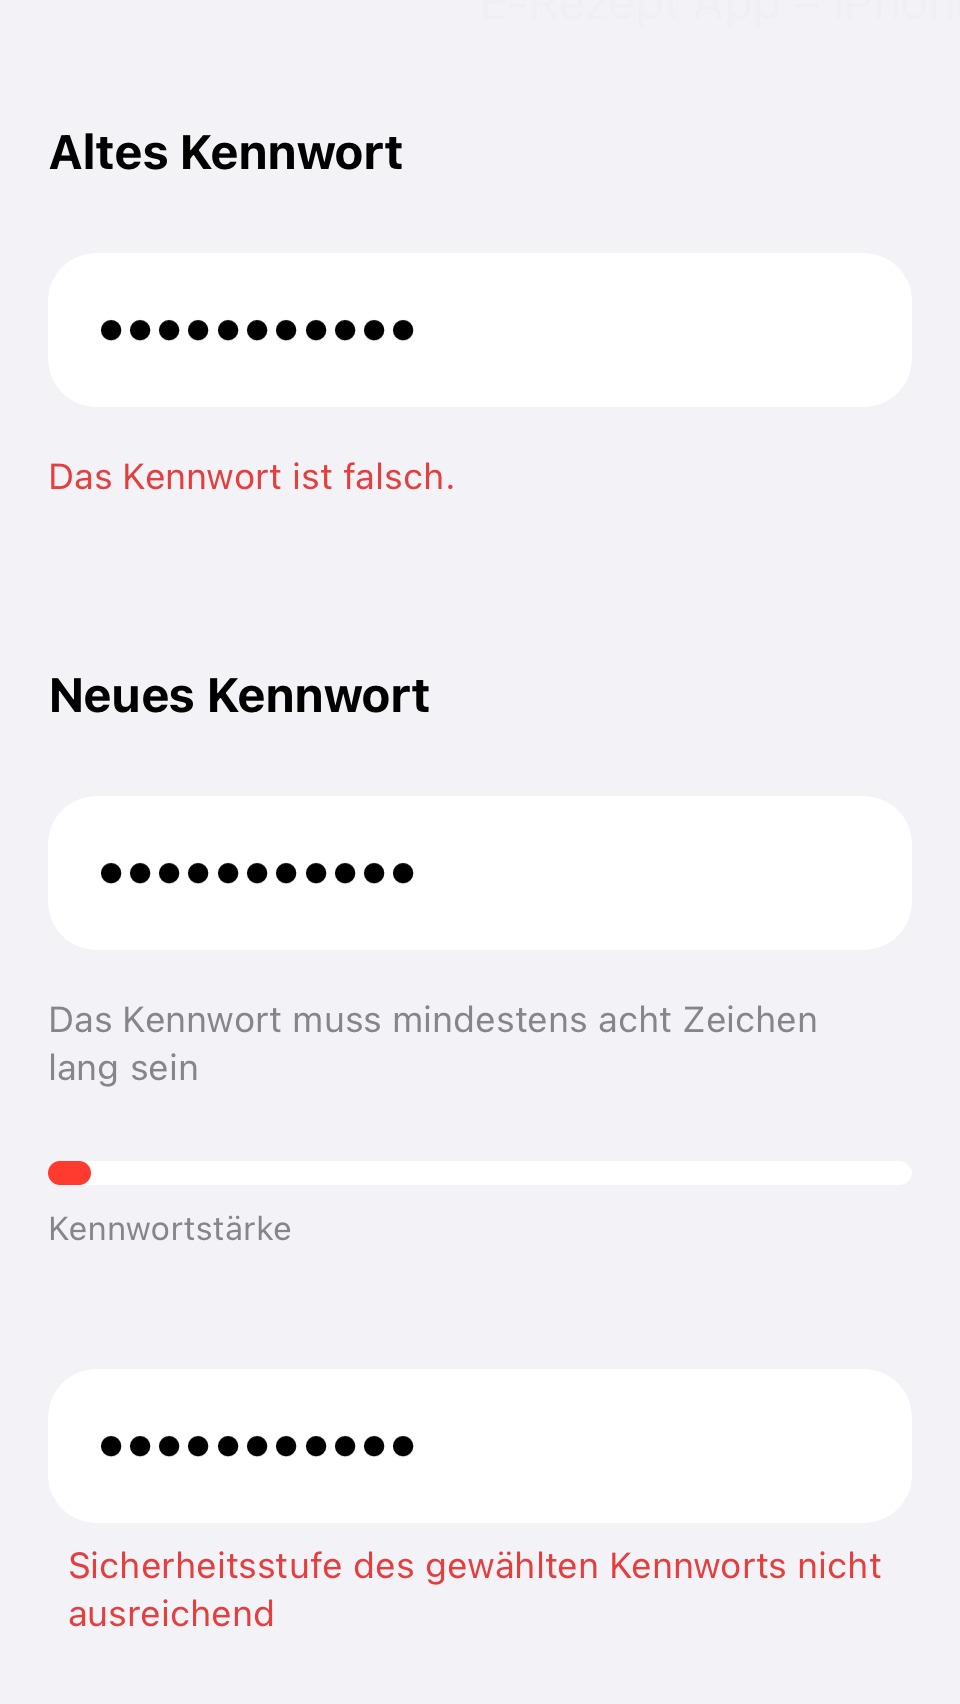 E-Rezept App – iPhon
Altes Kennwort
•••••••••••
Das Kennwort ist falsch.
Neues Kennwort
•••••••••••
Das Kennwort muss mindestens acht Zeichen
lang sein
Kennwortstärke
•••••••••••
Sicherheitsstufe des gewählten Kennworts nicht
ausreichend